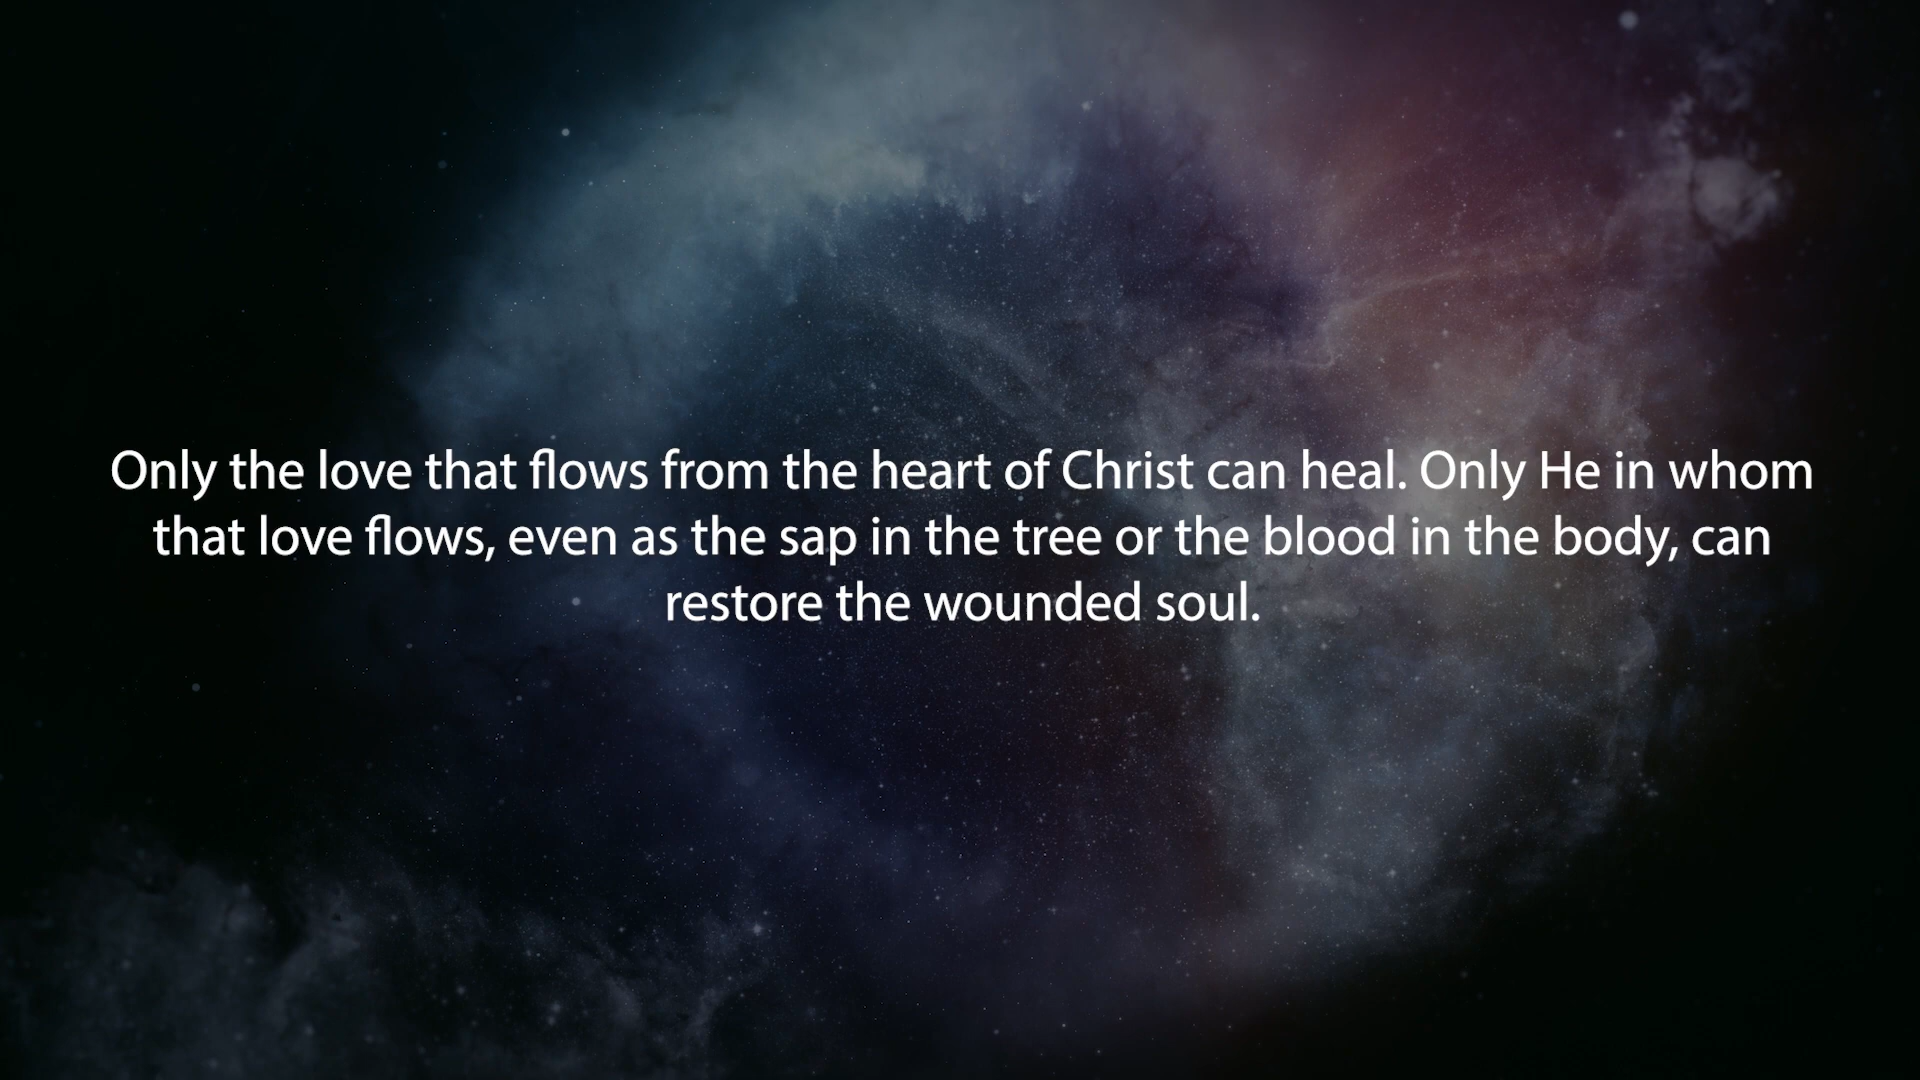 Only the love that flows from the heart of Christ can heal. Only He in whom
that love flows, even as the sap in the tree or the blood in the body, can
restore the wounded soul.